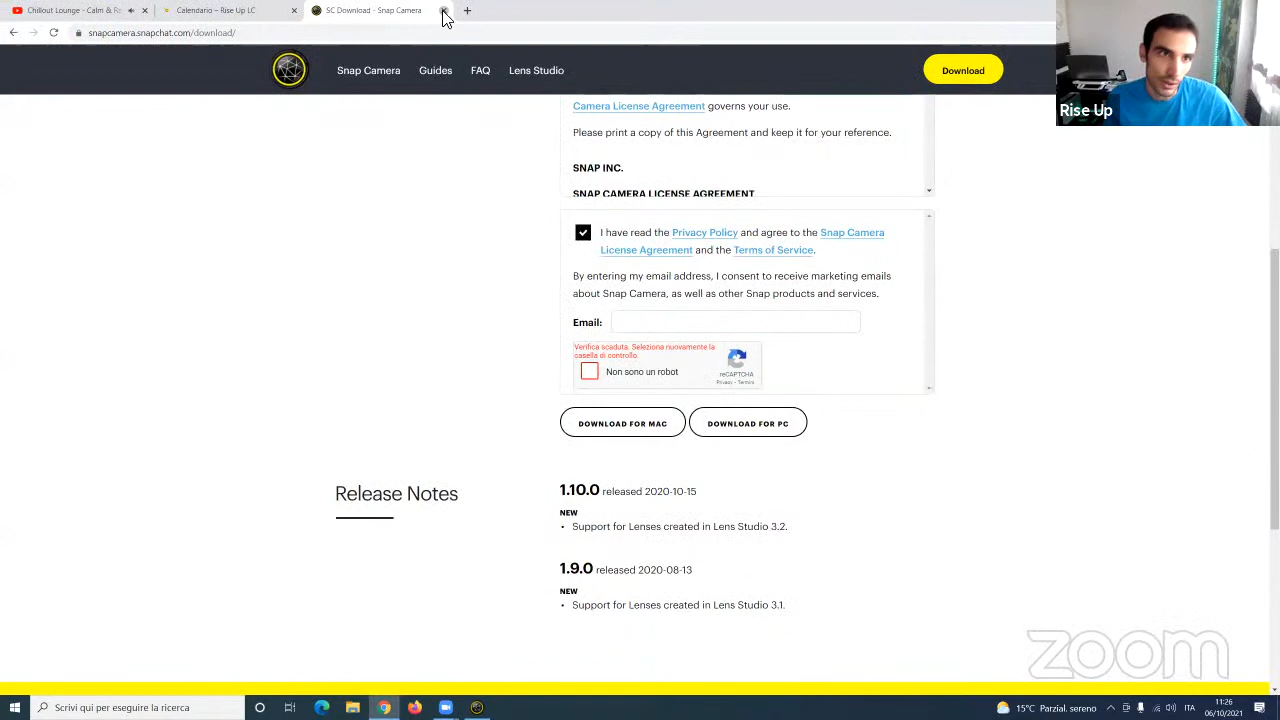 Chillout Lounge - Calm & Re
Calendario – Rise Up LC
SC Download - Snap Camera
snapcamera.snapchat.com/download/
Snap Camera
Guides
FAQ
Lens Studio
Download
Rise Up
Camera License Agreement governs your use.
Please print a copy of this Agreement and keep it for your reference.
SNAP INC.
SNAP CAMERA LICENSE AGREEMENT
I have read the Privacy Policy and agree to the Snap Camera
License Agreement and the Terms of Service.
By entering my email address, I consent to receive marketing emails
about Snap Camera, as well as other Snap products and services.
Email:
Verifica scaduta. Seleziona nuovamente la
casella di controllo.
Non sono un robot
reCAPTCHA
Privacy - Termini
DOWNLOAD FOR MAC
DOWNLOAD FOR PC
Release Notes
1.10.0 released 2020-10-15
NEW
• Support for Lenses created in Lens Studio 3.2.
1.9.0 released 2020-08-13
NEW
• Support for Lenses created in Lens Studio 3.1.
zoom
Scrivi qui per eseguire la ricerca
15°C Parzial. sereno
ITA
11:26
06/10/2021